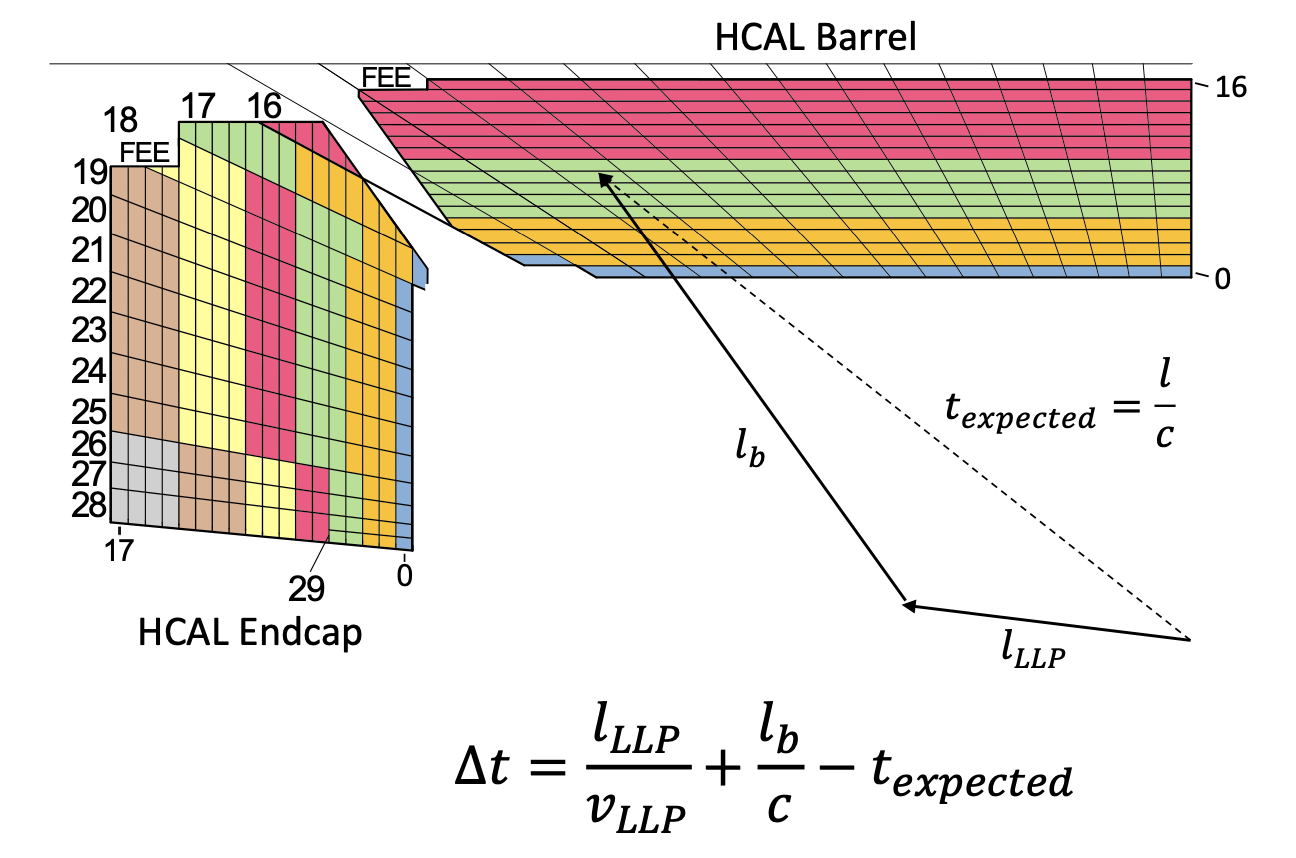 HCAL Barrel
FEE
16
17 16
18
FEE
19
20
21
22
0
23
24
25
26
27
28
17
29
0
HCAL Endcap
t_expected = l/c
l_b
l_LLP
Δt = l_LLP/v_LLP + l_b/c − t_expected